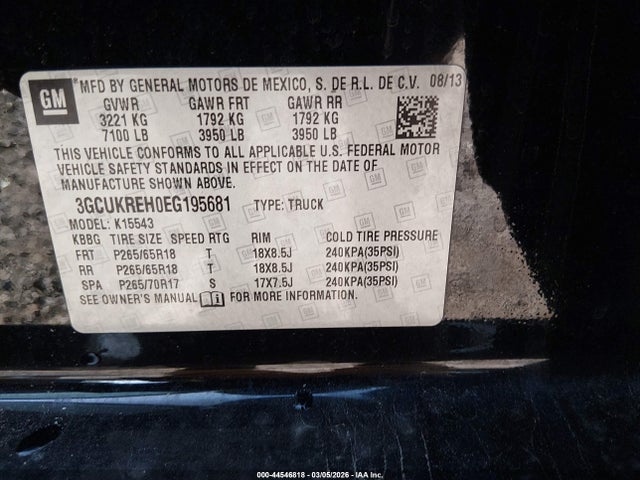 GM
MFD BY GENERAL MOTORS DE MEXICO, S. DE R.L. DE C.V. 08/13
GVWR GAWR FRT GAWR RR
3221 KG 1792 KG 1792 KG
7100 LB 3950 LB 3950 LB
THIS VEHICLE CONFORMS TO ALL APPLICABLE U.S. FEDERAL MOTOR
VEHICLE SAFETY STANDARDS IN EFFECT ON THE DATE OF
MANUFACTURE SHOWN ABOVE.
3GCUKREH0EG195681 TYPE: TRUCK
MODEL: K15543
KBBG TIRE SIZE SPEED RTG RIM COLD TIRE PRESSURE
FRT P265/65R18 T 18X8.5J 240KPA(35PSI)
RR P265/65R18 T 18X8.5J 240KPA(35PSI)
SPA P265/70R17 S 17X7.5J 240KPA(35PSI)
SEE OWNER'S MANUAL FOR MORE INFORMATION.
000-44546818 — 03/05/2026 — IAA Inc.